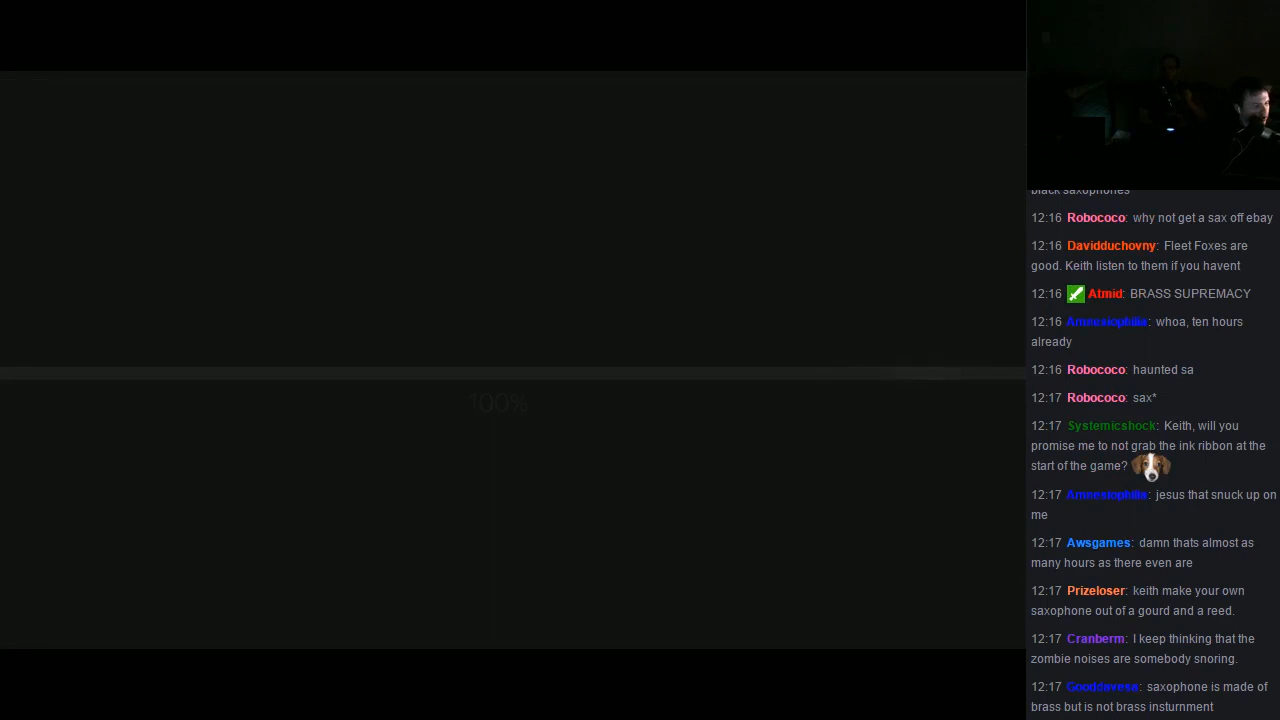 black saxophones
12:16 Robococo: why not get a sax off ebay
12:16 Davidduchovny: Fleet Foxes are
good. Keith listen to them if you havent
12:16 Atmid: BRASS SUPREMACY
12:16 Amnesiophilia: whoa, ten hours
already
12:16 Robococo: haunted sa
12:17 Robococo: sax*
12:17 Systemicshock: Keith, will you
promise me to not grab the ink ribbon at the
start of the game?
12:17 Amnesiophilia: jesus that snuck up on
me
12:17 Awsgames: damn thats almost as
many hours as there even are
12:17 Prizeloser: keith make your own
saxophone out of a gourd and a reed.
12:17 Cranberm: I keep thinking that the
zombie noises are somebody snoring.
12:17 Gooddavesa: saxophone is made of
brass but is not brass insturnment
100%